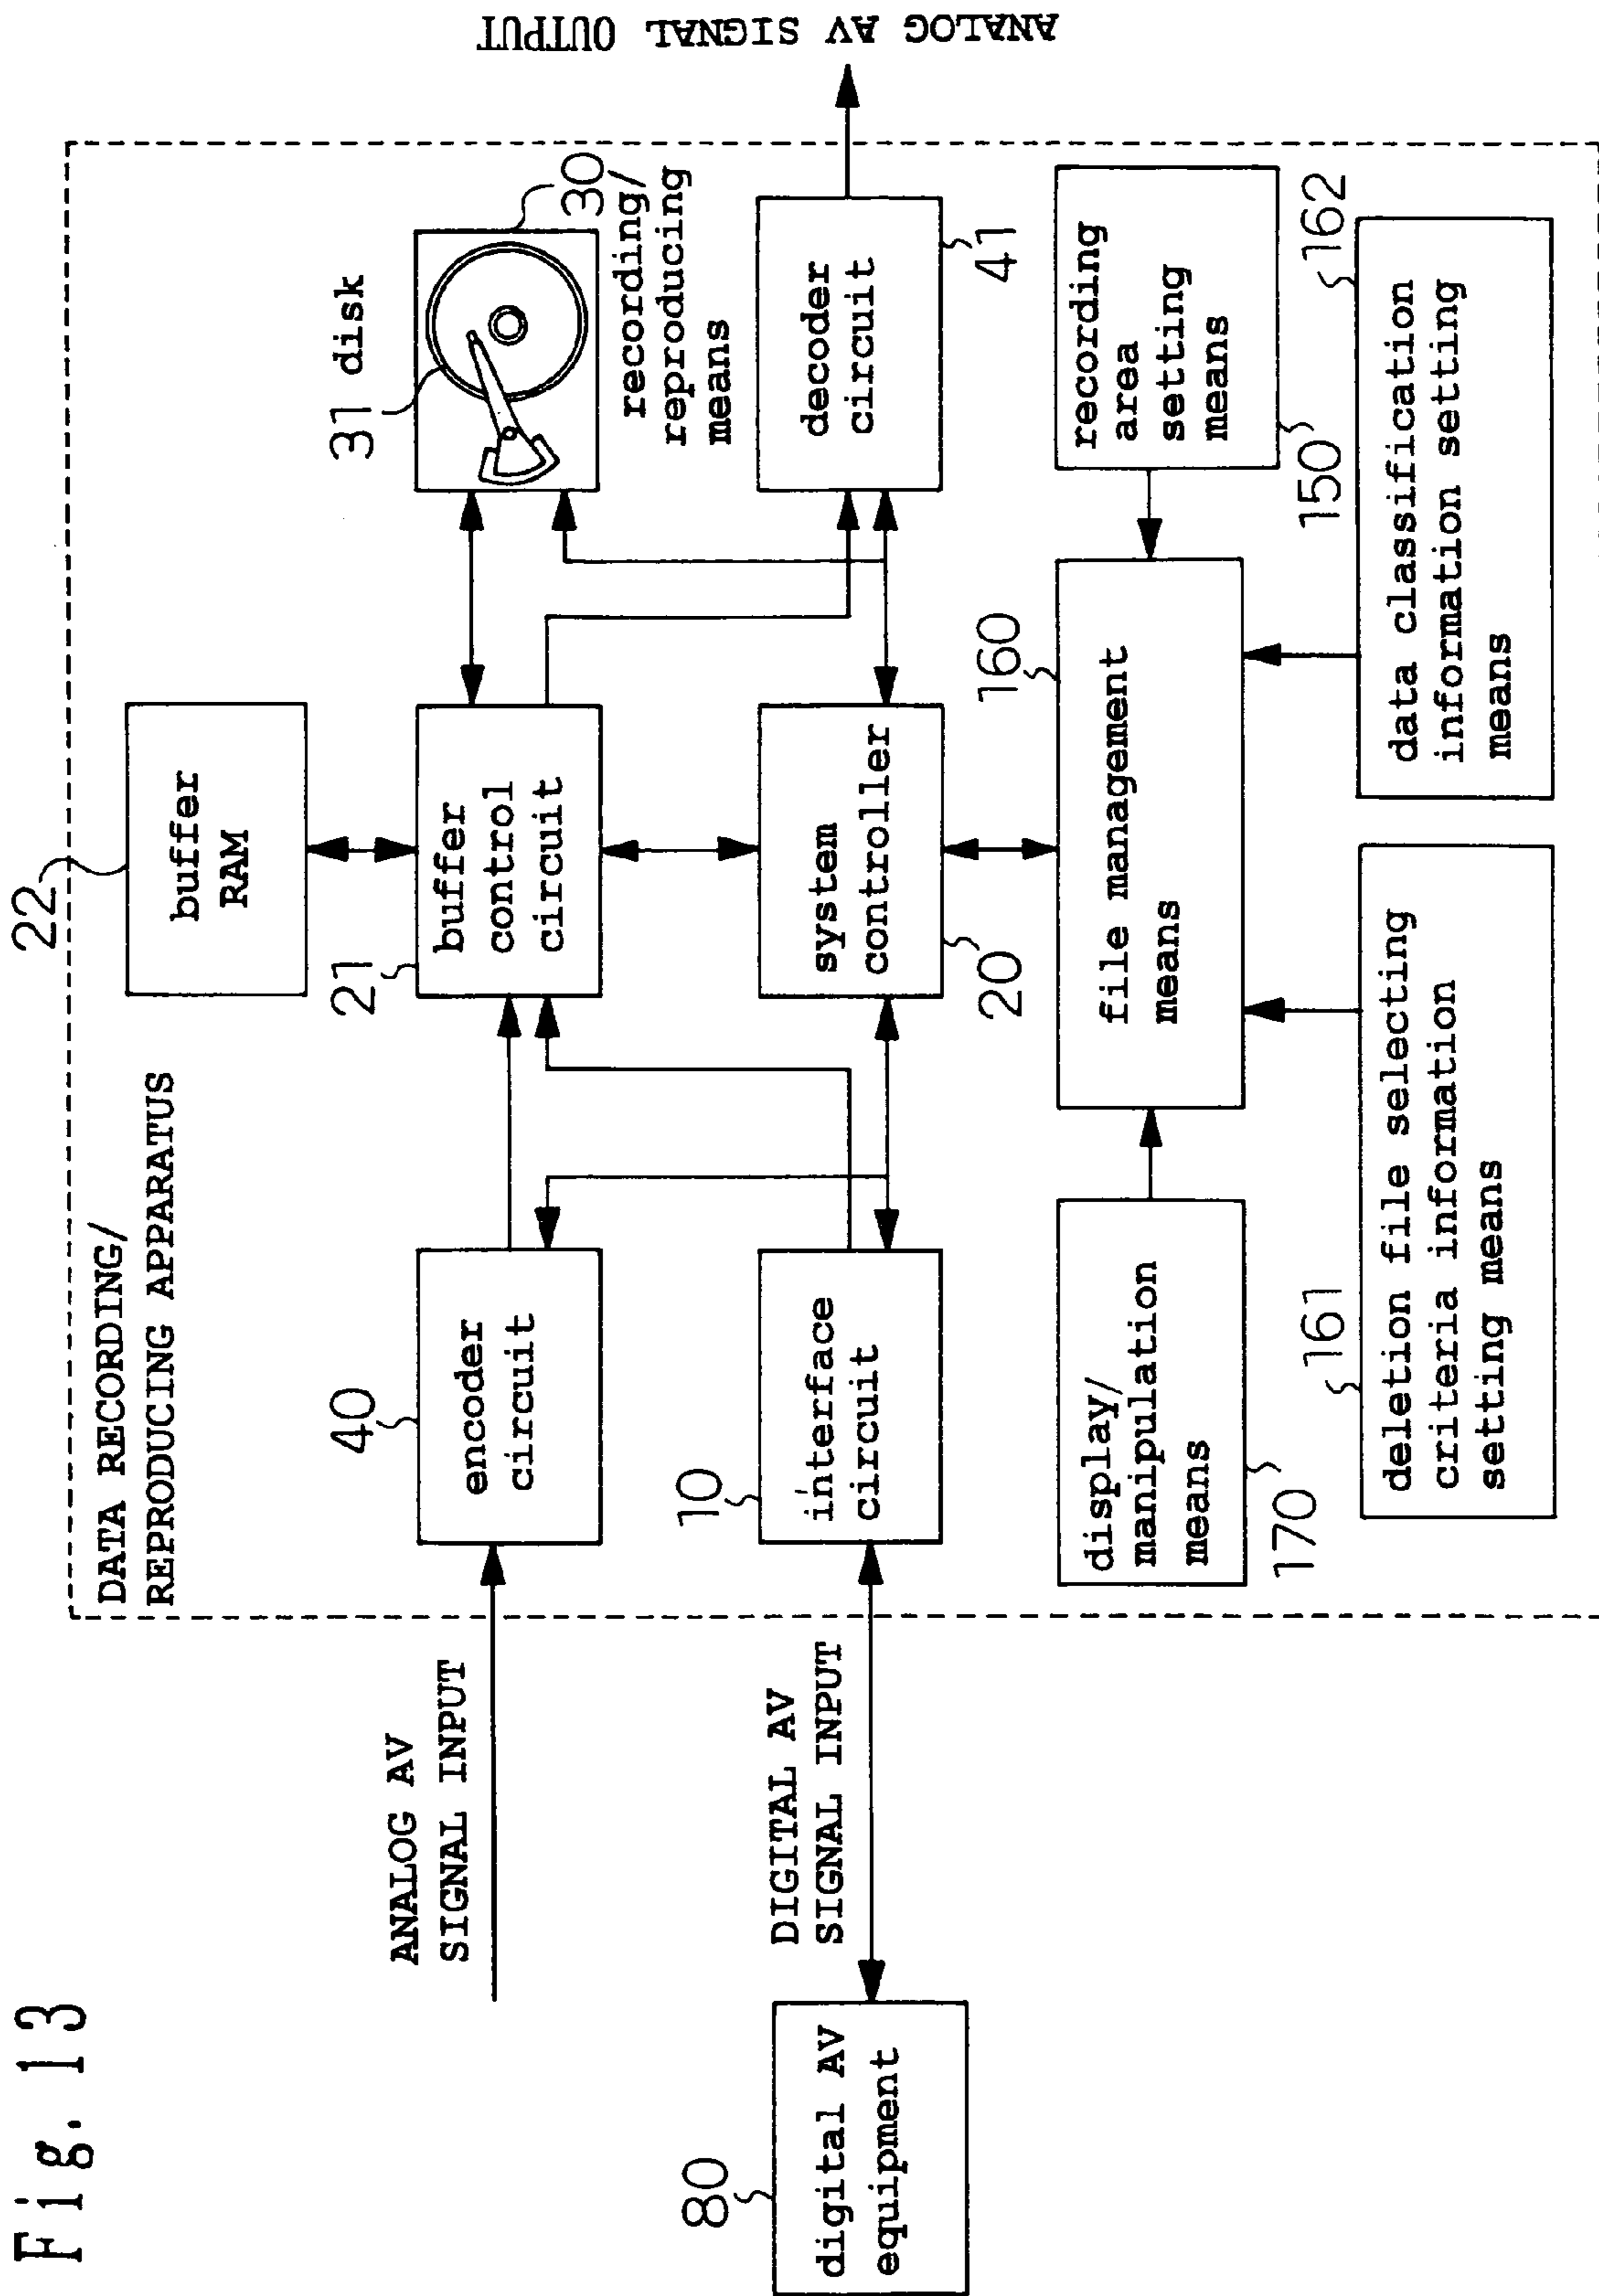 Fig. 13
DATA RECORDING/
REPRODUCING APPARATUS
22
buffer
RAM
ANALOG AV
SIGNAL INPUT
40
encoder
circuit
21
buffer
control
circuit
31 disk
30
recording/
reproducing
means
ANALOG AV SIGNAL OUTPUT
80
digital AV
equipment
DIGITAL AV
SIGNAL INPUT
10
interface
circuit
system
controller
20
decoder
circuit
41
display/
manipulation
means
170
160
file management
means
recording
area
setting
means
150
161
deletion file selecting
criteria information
setting means
162
data classification
information setting
means